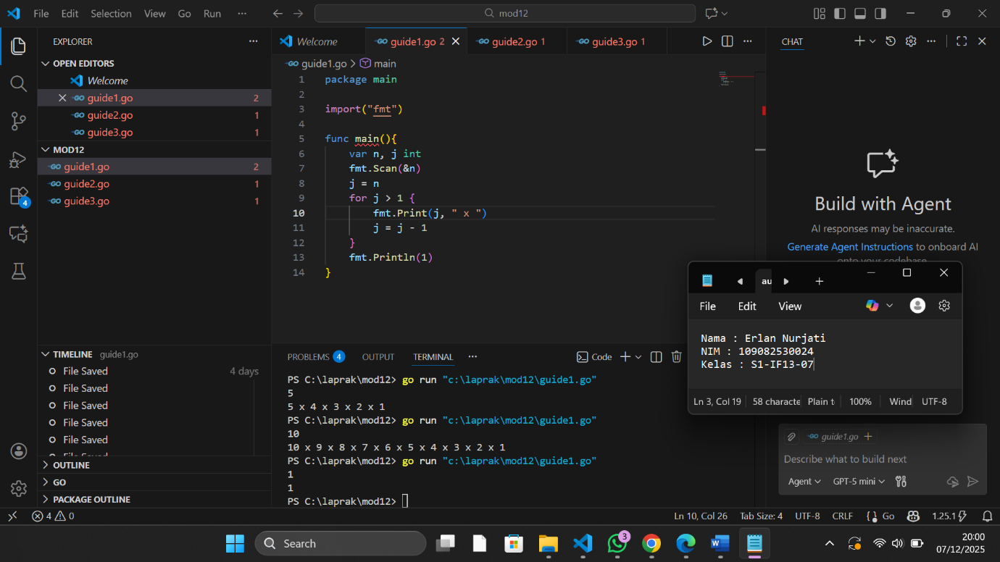 File Edit Selection View Go Run ... mod12
EXPLORER ...
OPEN EDITORS
Welcome
guide1.go 2
guide2.go 1
guide3.go 1
MOD12
guide1.go 2
guide2.go 1
guide3.go 1
TIMELINE guide1.go
File Saved 4 days
File Saved
File Saved
File Saved
File Saved
File Saved
OUTLINE
GO
PACKAGE OUTLINE
4
Welcome guide1.go 2 guide2.go 1 guide3.go 1
guide1.go > main
1 package main
2
3 import("fmt")
4
5 func main(){
6 var n, j int
7 fmt.Scan(&n)
8 j = n
9 for j > 1 {
10 fmt.Print(j, " x ")
11 j = j - 1
12 }
13 fmt.Println(1)
14 }
PROBLEMS 4 OUTPUT TERMINAL ... Code
PS C:\laprak\mod12> go run "c:\laprak\mod12\guide1.go"
5
5 x 4 x 3 x 2 x 1
PS C:\laprak\mod12> go run "c:\laprak\mod12\guide1.go"
10
10 x 9 x 8 x 7 x 6 x 5 x 4 x 3 x 2 x 1
PS C:\laprak\mod12> go run "c:\laprak\mod12\guide1.go"
1
1
PS C:\laprak\mod12>
CHAT
Build with Agent
AI responses may be inaccurate.
Generate Agent Instructions to onboard AI
onto your codebase.
au
File Edit View
Nama : Erlan Nurjati
NIM : 109082530024
Kelas : S1-IF13-07
Ln 3, Col 19 58 characte Plain t 100% Wind UTF-8
guide1.go
Describe what to build next
Agent GPT-5 mini
4 0 Ln 10, Col 26 Tab Size: 4 UTF-8 CRLF Go 1.25.1
Search 3 20:00
07/12/2025